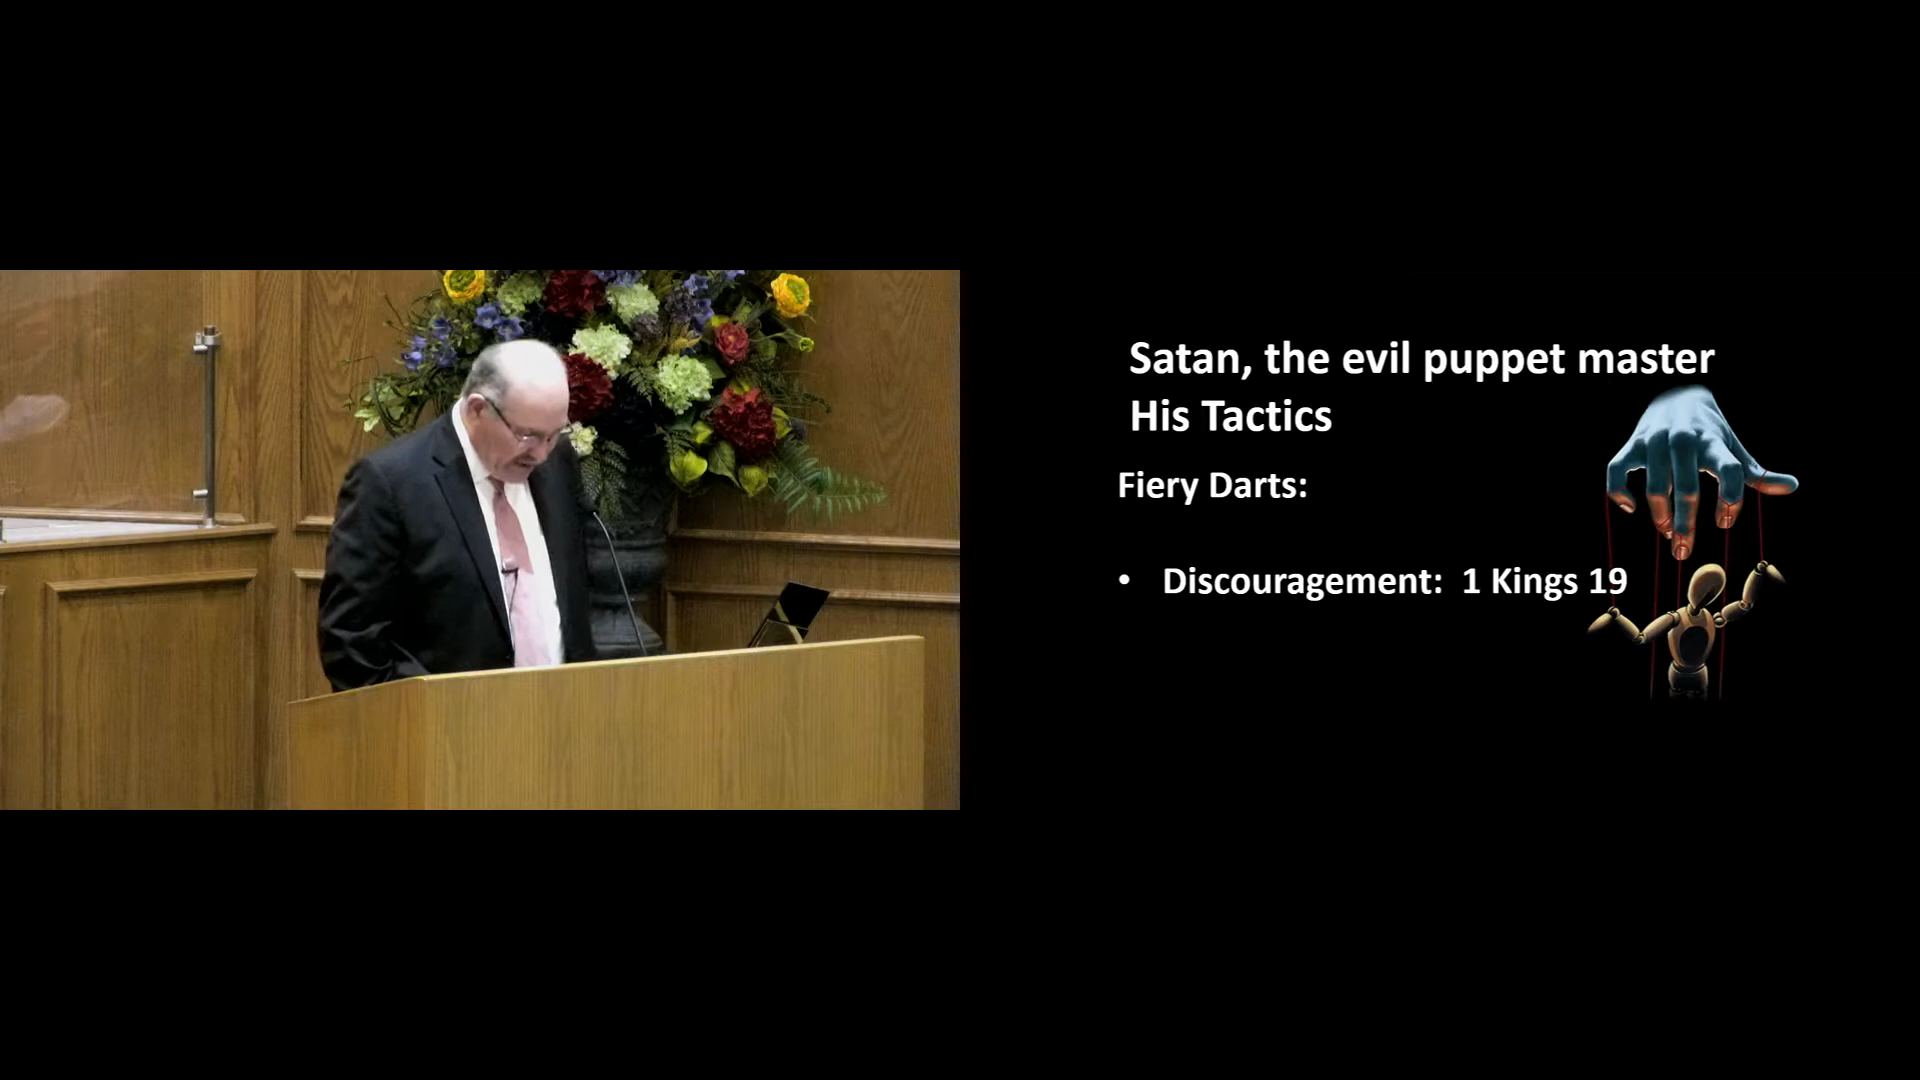 Satan, the evil puppet master
His Tactics
Fiery Darts:
• Discouragement: 1 Kings 19